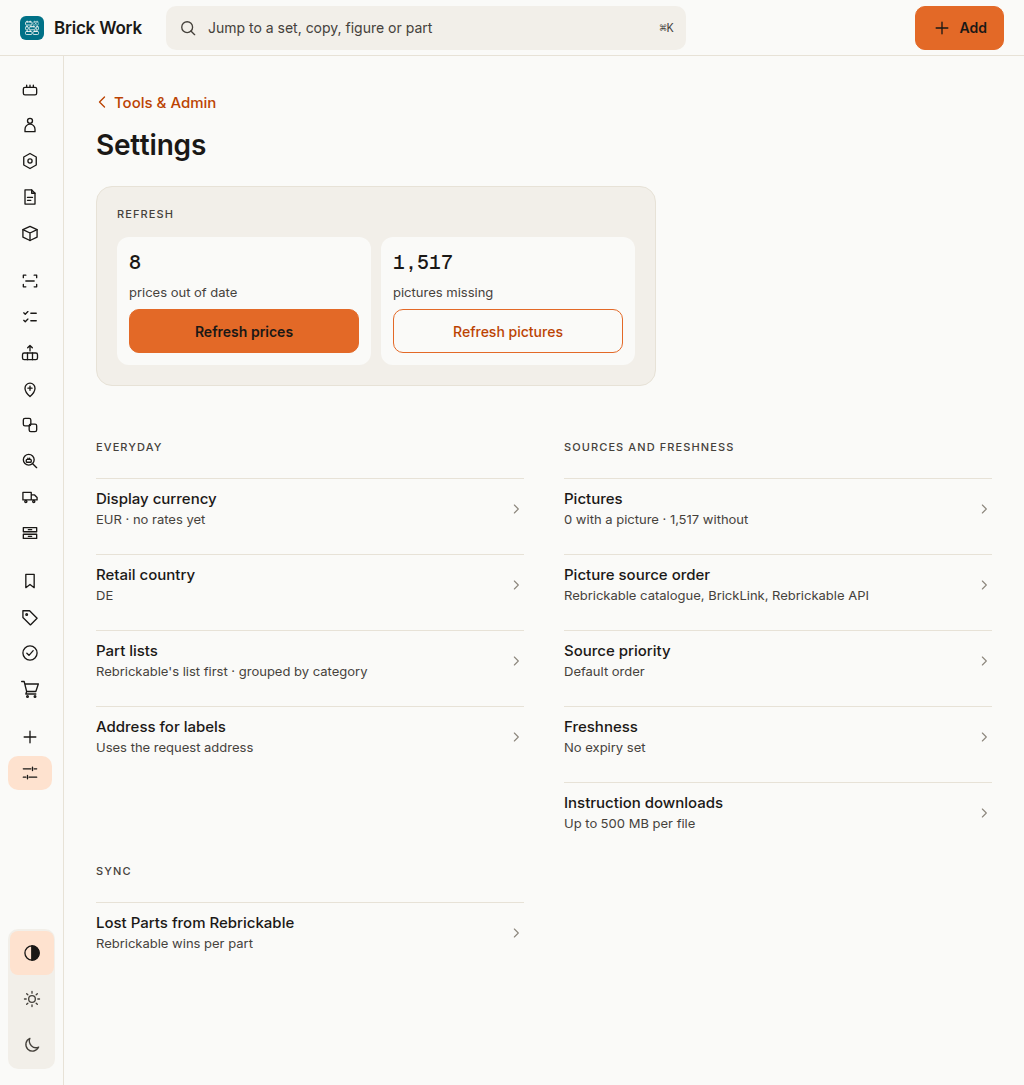 Brick Work
Jump to a set, copy, figure or part
⌘K
Add
Tools & Admin
Settings
REFRESH
8
prices out of date
Refresh prices
1,517
pictures missing
Refresh pictures
EVERYDAY
Display currency
EUR · no rates yet
Retail country
DE
Part lists
Rebrickable's list first · grouped by category
Address for labels
Uses the request address
SOURCES AND FRESHNESS
Pictures
0 with a picture · 1,517 without
Picture source order
Rebrickable catalogue, BrickLink, Rebrickable API
Source priority
Default order
Freshness
No expiry set
Instruction downloads
Up to 500 MB per file
SYNC
Lost Parts from Rebrickable
Rebrickable wins per part